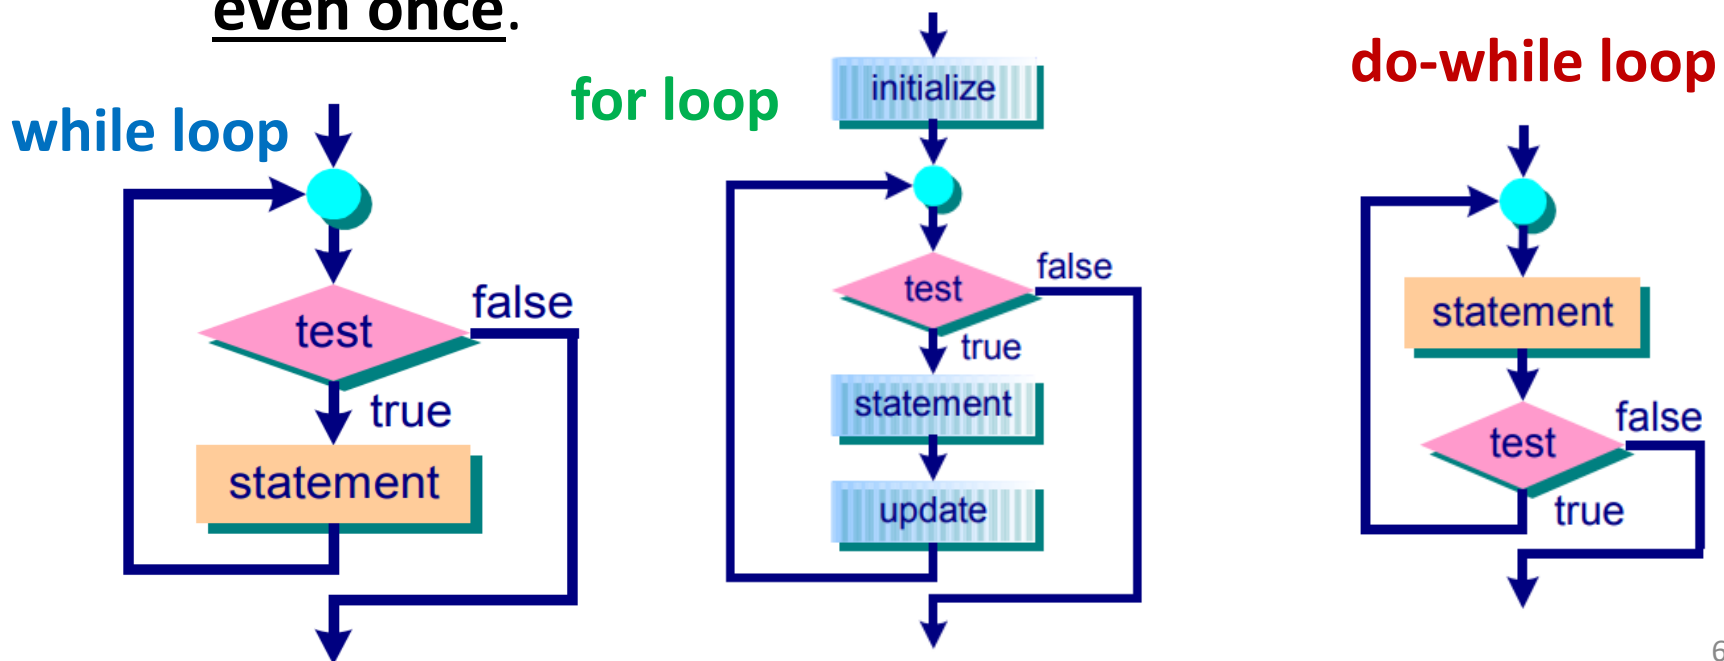 even once.
while loop
test
false
true
statement
for loop
initialize
test
false
true
statement
update
do-while loop
statement
test
false
true
6